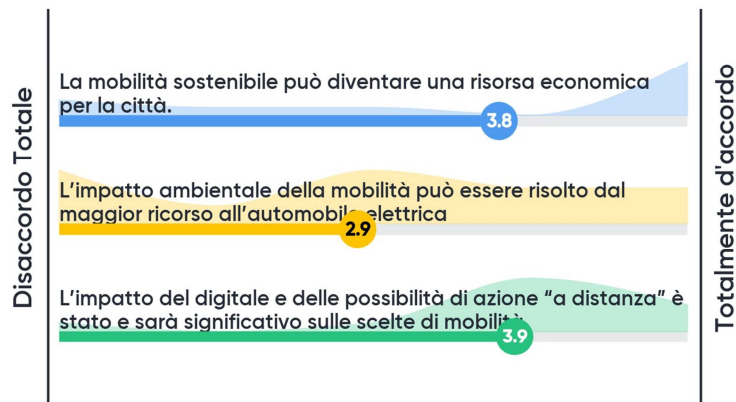 Disaccordo Totale
La mobilità sostenibile può diventare una risorsa economica
per la città.
3.8
L’impatto ambientale della mobilità può essere risolto dal
maggior ricorso all’automobile elettrica
2.9
L’impatto del digitale e delle possibilità di azione “a distanza” è
stato e sarà significativo sulle scelte di mobilità
3.9
Totalmente d'accordo